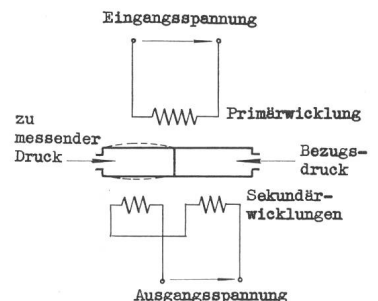 Eingangsspannung
Primärwicklung
zu
messender
Druck
Bezugs-
druck
Sekundär-
wicklungen
Ausgangsspannung